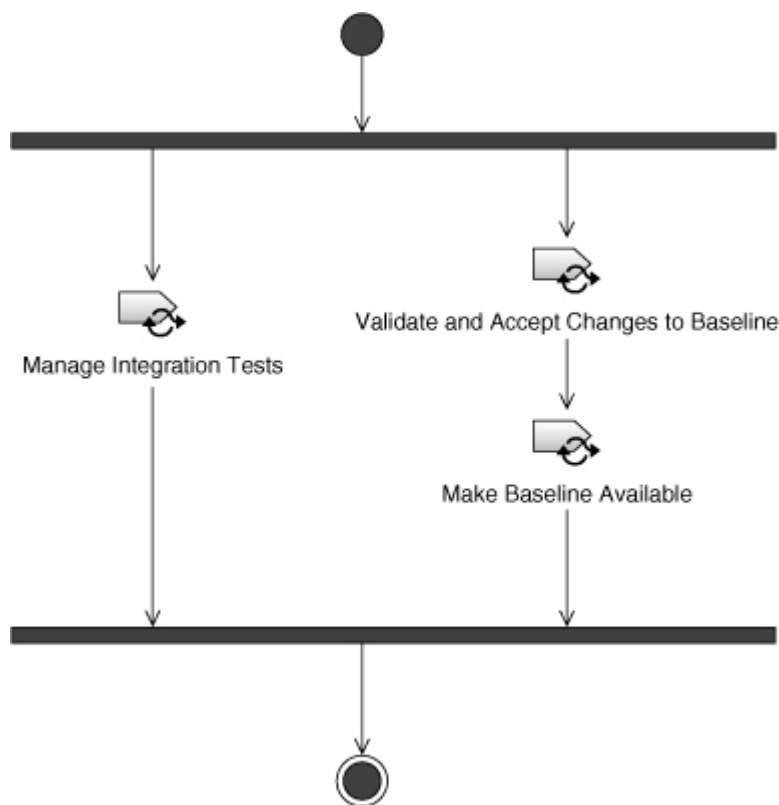 Validate and Accept Changes to Baseline
Manage Integration Tests
Make Baseline Available